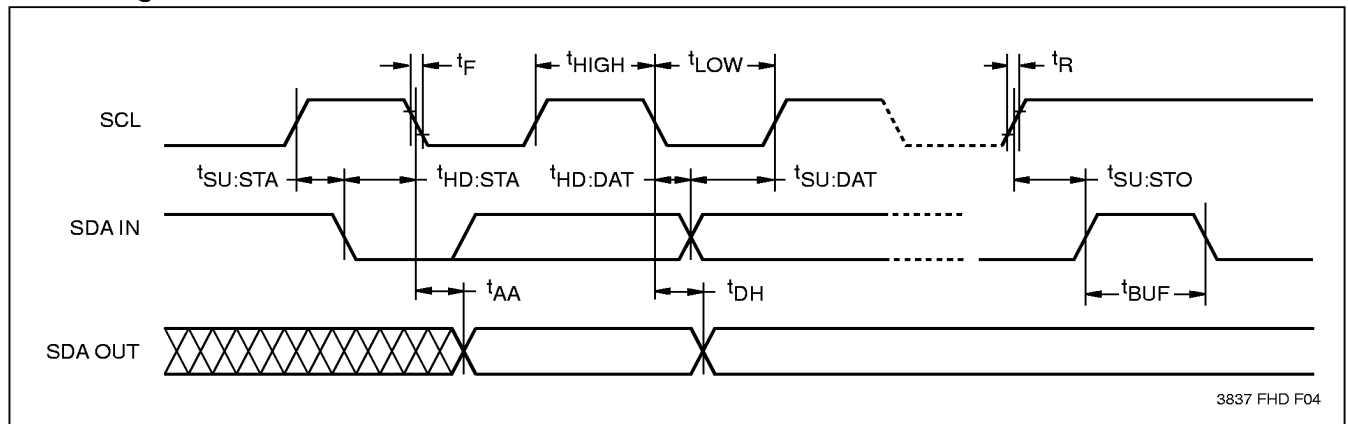 tF
tHIGH
tLOW
tR
SCL
tSU:STA
tHD:STA
tHD:DAT
tSU:DAT
tSU:STO
SDA IN
tAA
tDH
tBUF
SDA OUT
3837 FHD F04